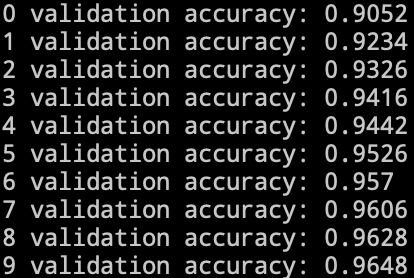 0 validation accuracy: 0.9052
1 validation accuracy: 0.9234
2 validation accuracy: 0.9326
3 validation accuracy: 0.9416
4 validation accuracy: 0.9442
5 validation accuracy: 0.9526
6 validation accuracy: 0.957
7 validation accuracy: 0.9606
8 validation accuracy: 0.9628
9 validation accuracy: 0.9648